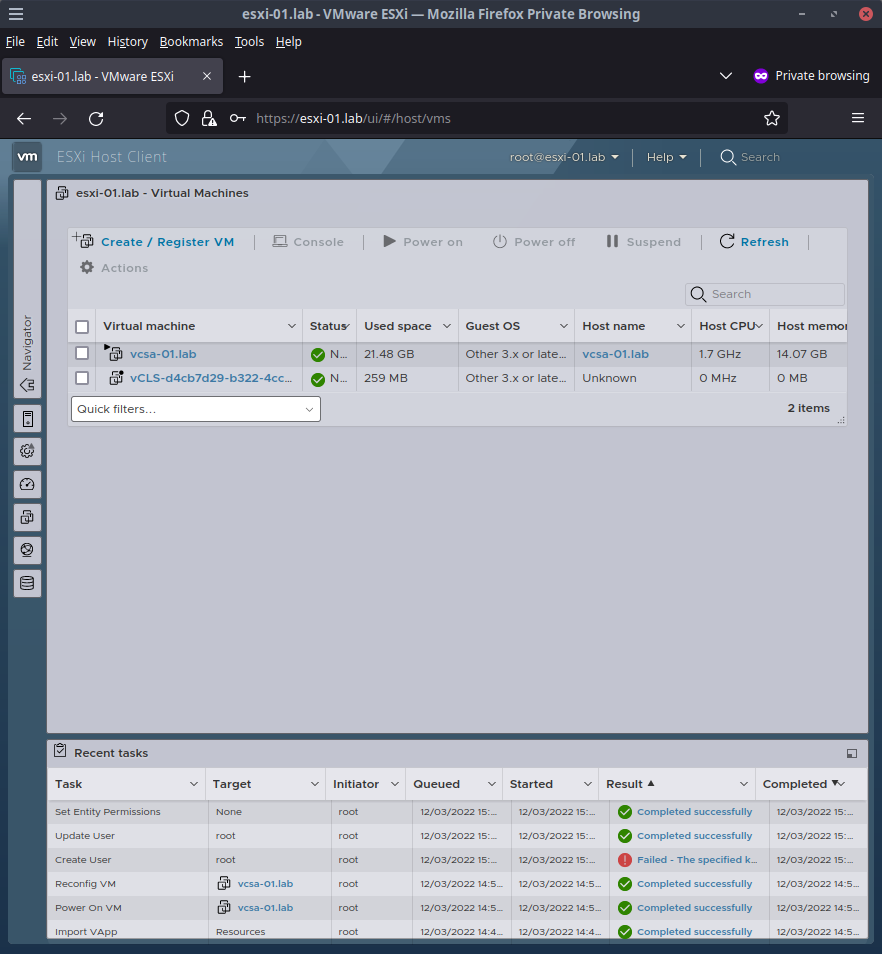 esxi-01.lab - VMware ESXi — Mozilla Firefox Private Browsing
File Edit View History Bookmarks Tools Help
esxi-01.lab - VMware ESXi
Private browsing
https://esxi-01.lab/ui/#/host/vms
vm ESXi Host Client root@esxi-01.lab Help Search
Navigator
esxi-01.lab - Virtual Machines
Create / Register VM Console Power on Power off Suspend Refresh
Actions
Search
Virtual machine Status Used space Guest OS Host name Host CPU Host memor
vcsa-01.lab N... 21.48 GB Other 3.x or late... vcsa-01.lab 1.7 GHz 14.07 GB
vCLS-d4cb7d29-b322-4cc... N... 259 MB Other 3.x or late... Unknown 0 MHz 0 MB
Quick filters... 2 items
Recent tasks
Task Target Initiator Queued Started Result Completed
Set Entity Permissions None root 12/03/2022 15:... 12/03/2022 15:... Completed successfully 12/03/2022 15:...
Update User root root 12/03/2022 15:... 12/03/2022 15:... Completed successfully 12/03/2022 15:...
Create User root root 12/03/2022 15:... 12/03/2022 15:... Failed - The specified k... 12/03/2022 15:...
Reconfig VM vcsa-01.lab root 12/03/2022 14:5... 12/03/2022 14:5... Completed successfully 12/03/2022 14:5...
Power On VM vcsa-01.lab root 12/03/2022 14:5... 12/03/2022 14:5... Completed successfully 12/03/2022 14:5...
Import VApp Resources root 12/03/2022 14:4... 12/03/2022 14:4... Completed successfully 12/03/2022 14:5...